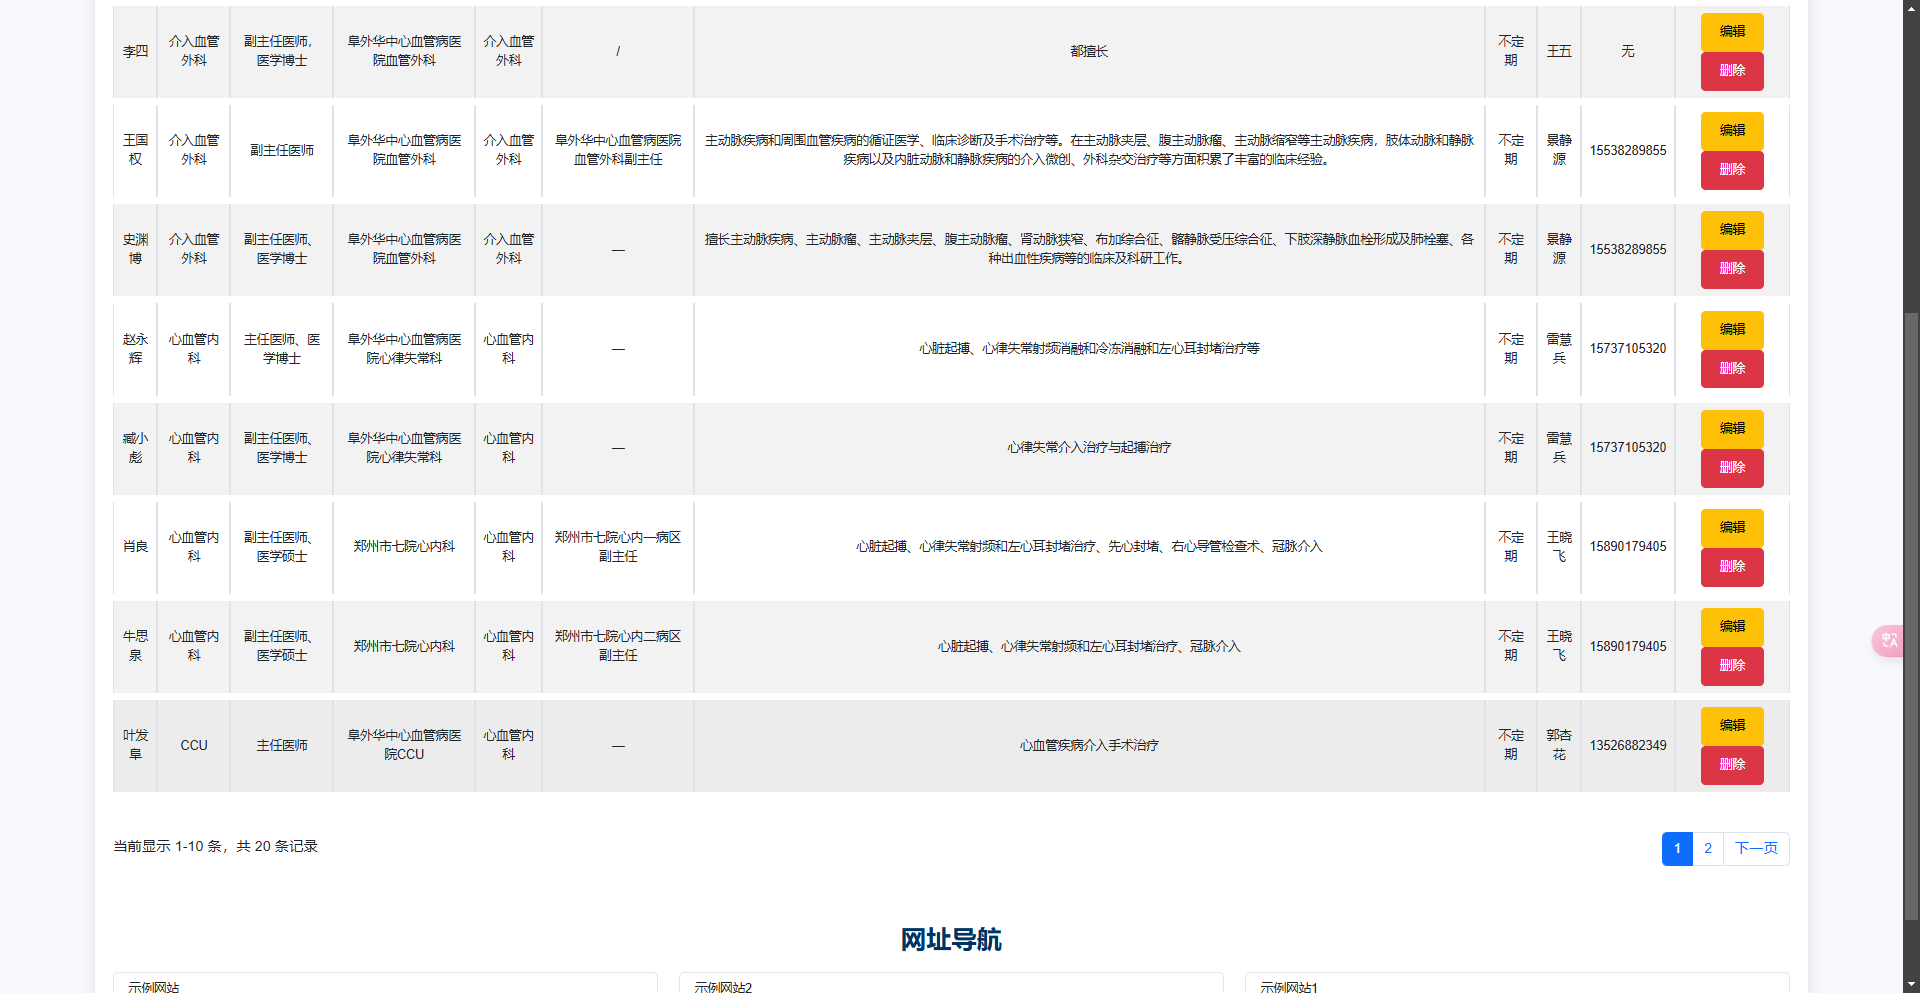 李四
介入血管
外科
副主任医师,
医学博士
阜外华中心血管病医
院血管外科
介入血管
外科
/
都擅长
不定
期
王五
无
编辑
删除
王国
权
介入血管
外科
副主任医师
阜外华中心血管病医
院血管外科
介入血管
外科
阜外华中心血管病医院
血管外科副主任
主动脉疾病和周围血管疾病的循证医学、临床诊断及手术治疗等。在主动脉夹层、腹主动脉瘤、主动脉缩窄等主动脉疾病，肢体动脉和静脉
疾病以及内脏动脉和静脉疾病的介入微创、外科杂交治疗等方面积累了丰富的临床经验。
不定
期
景静
源
15538289855
编辑
删除
史渊
博
介入血管
外科
副主任医师、
医学博士
阜外华中心血管病医
院血管外科
介入血管
外科
—
擅长主动脉疾病、主动脉瘤、主动脉夹层、腹主动脉瘤、肾动脉狭窄、布加综合征、髂静脉受压综合征、下肢深静脉血栓形成及肺栓塞、各
种出血性疾病等的临床及科研工作。
不定
期
景静
源
15538289855
编辑
删除
赵永
辉
心血管内
科
主任医师、医
学博士
阜外华中心血管病医
院心律失常科
心血管内
科
—
心脏起搏、心律失常射频消融和冷冻消融和左心耳封堵治疗等
不定
期
雷慧
兵
15737105320
编辑
删除
臧小
彪
心血管内
科
副主任医师、
医学博士
阜外华中心血管病医
院心律失常科
心血管内
科
—
心律失常介入治疗与起搏治疗
不定
期
雷慧
兵
15737105320
编辑
删除
肖良
心血管内
科
副主任医师、
医学硕士
郑州市七院心内科
心血管内
科
郑州市七院心内一病区
副主任
心脏起搏、心律失常射频和左心耳封堵治疗、先心封堵、右心导管检查术、冠脉介入
不定
期
王晓
飞
15890179405
编辑
删除
牛思
泉
心血管内
科
副主任医师、
医学硕士
郑州市七院心内科
心血管内
科
郑州市七院心内二病区
副主任
心脏起搏、心律失常射频和左心耳封堵治疗、冠脉介入
不定
期
王晓
飞
15890179405
编辑
删除
叶发
阜
CCU
主任医师
阜外华中心血管病医
院CCU
心血管内
科
—
心血管疾病介入手术治疗
不定
期
郭杏
花
13526882349
编辑
删除
当前显示 1-10 条，共 20 条记录
1
2
下一页
网址导航
示例网站
示例网站2
示例网站1